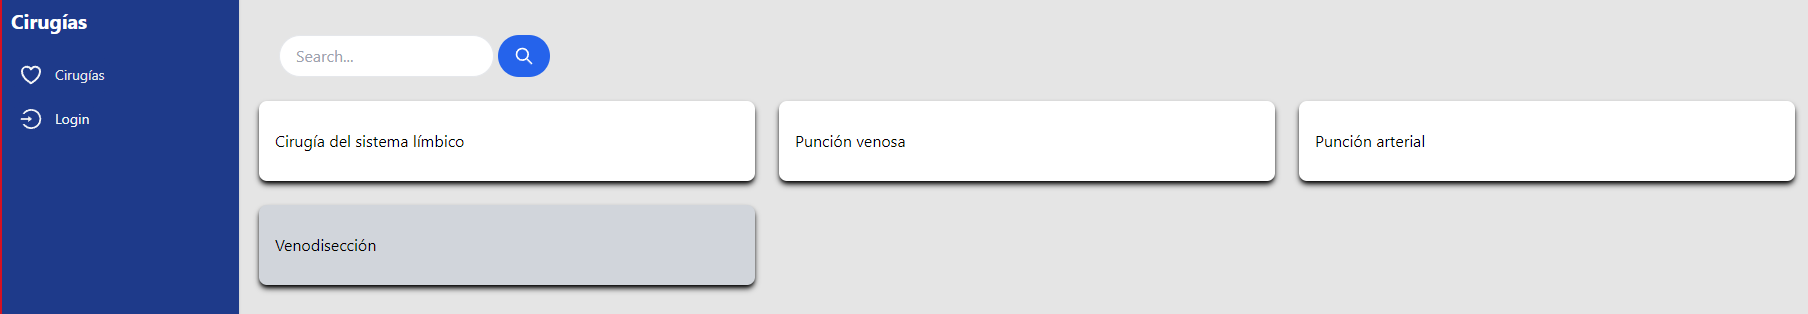 Cirugías
Cirugías
Login
Search...
Cirugía del sistema límbico
Punción venosa
Punción arterial
Venodisección